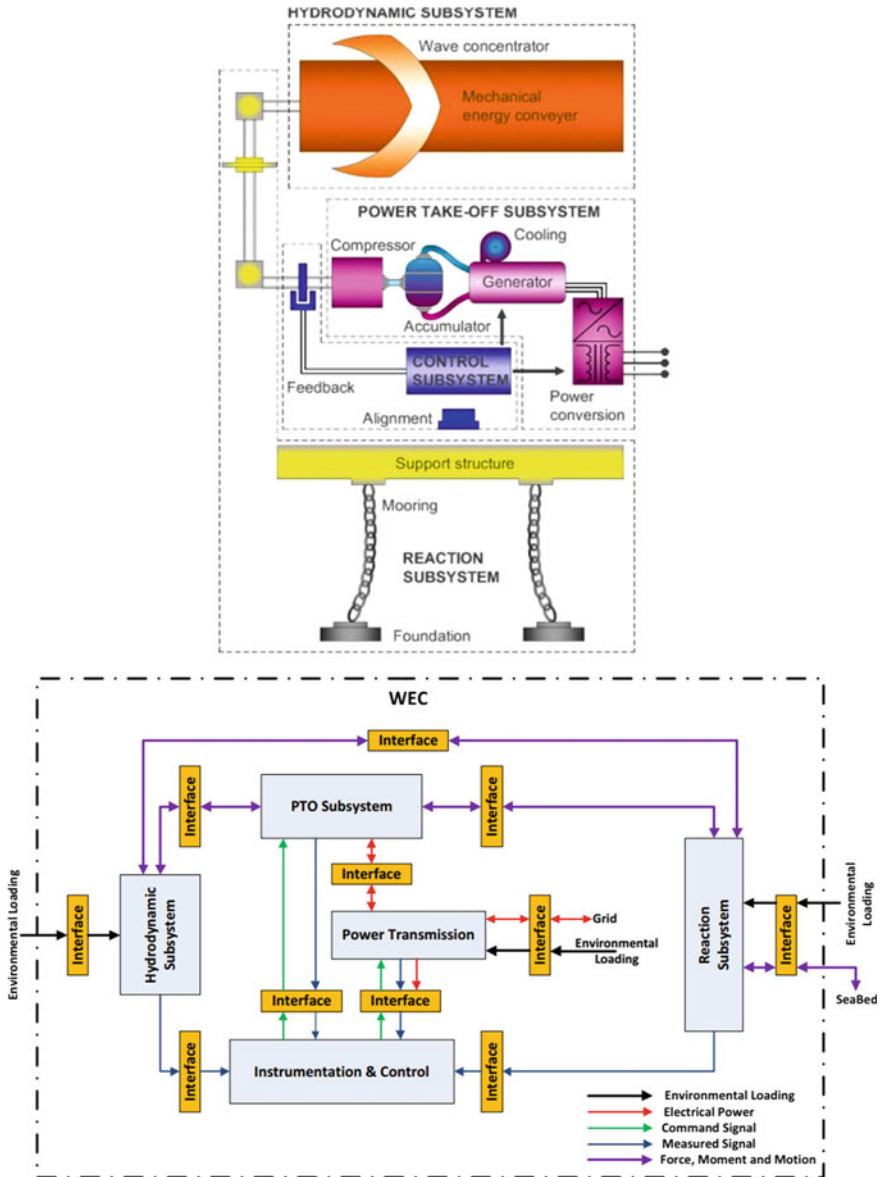 HYDRODYNAMIC SUBSYSTEM
Wave concentrator
Mechanical
energy conveyer
POWER TAKE-OFF SUBSYSTEM
Cooling
Compressor
Generator
Accumulator
CONTROL
SUBSYSTEM
Feedback
Power
conversion
Alignment
Support structure
Mooring
REACTION
SUBSYSTEM
Foundation
WEC
Interface
Interface
PTO Subsystem
Interface
Interface
Environmental Loading
Interface
Hydrodynamic
Subsystem
Power Transmission
Interface
Grid
Environmental
Loading
Reaction
Subsystem
Interface
Environmental
Loading
SeaBed
Interface
Interface
Interface
Instrumentation & Control
Interface
Environmental Loading
Electrical Power
Command Signal
Measured Signal
Force, Moment and Motion